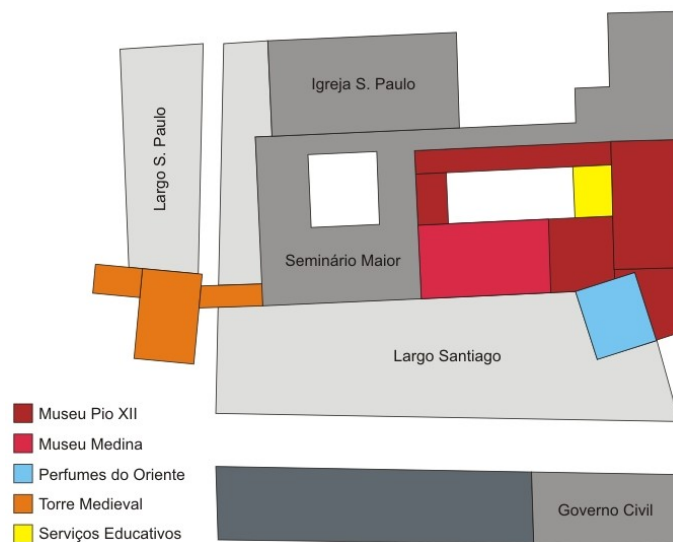 Igreja S. Paulo
Largo S. Paulo
Seminário Maior
Largo Santiago
Museu Pio XII
Museu Medina
Perfumes do Oriente
Torre Medieval
Serviços Educativos
Governo Civil